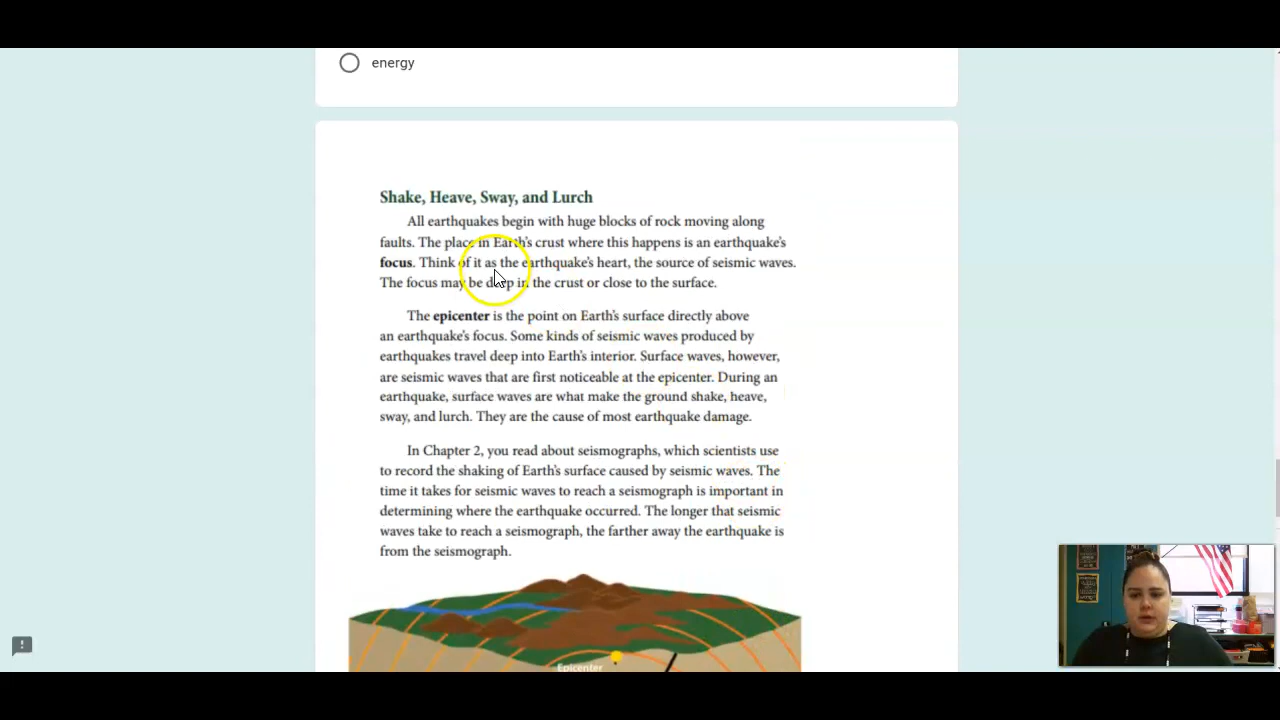 energy
Shake, Heave, Sway, and Lurch
All earthquakes begin with huge blocks of rock moving along
faults. The place in Earth's crust where this happens is an earthquake's
focus. Think of it as the earthquake's heart, the source of seismic waves.
The focus may be deep in the crust or close to the surface.
The epicenter is the point on Earth's surface directly above
an earthquake's focus. Some kinds of seismic waves produced by
earthquakes travel deep into Earth's interior. Surface waves, however,
are seismic waves that are first noticeable at the epicenter. During an
earthquake, surface waves are what make the ground shake, heave,
sway, and lurch. They are the cause of most earthquake damage.
In Chapter 2, you read about seismographs, which scientists use
to record the shaking of Earth's surface caused by seismic waves. The
time it takes for seismic waves to reach a seismograph is important in
determining where the earthquake occurred. The longer that seismic
waves take to reach a seismograph, the farther away the earthquake is
from the seismograph.
Epicenter